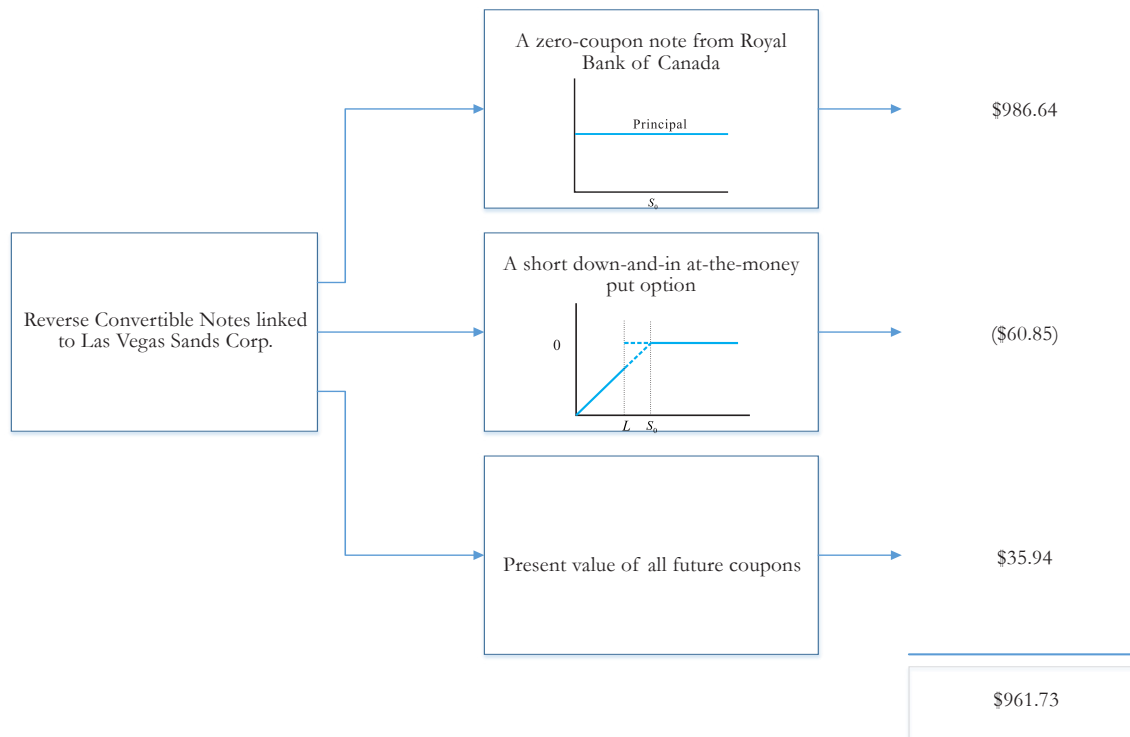 A zero-coupon note from Royal
Bank of Canada
Principal
S₀
$986.64
Reverse Convertible Notes linked
to Las Vegas Sands Corp.
A short down-and-in at-the-money
put option
0
L S₀
($60.85)
Present value of all future coupons
$35.94
$961.73